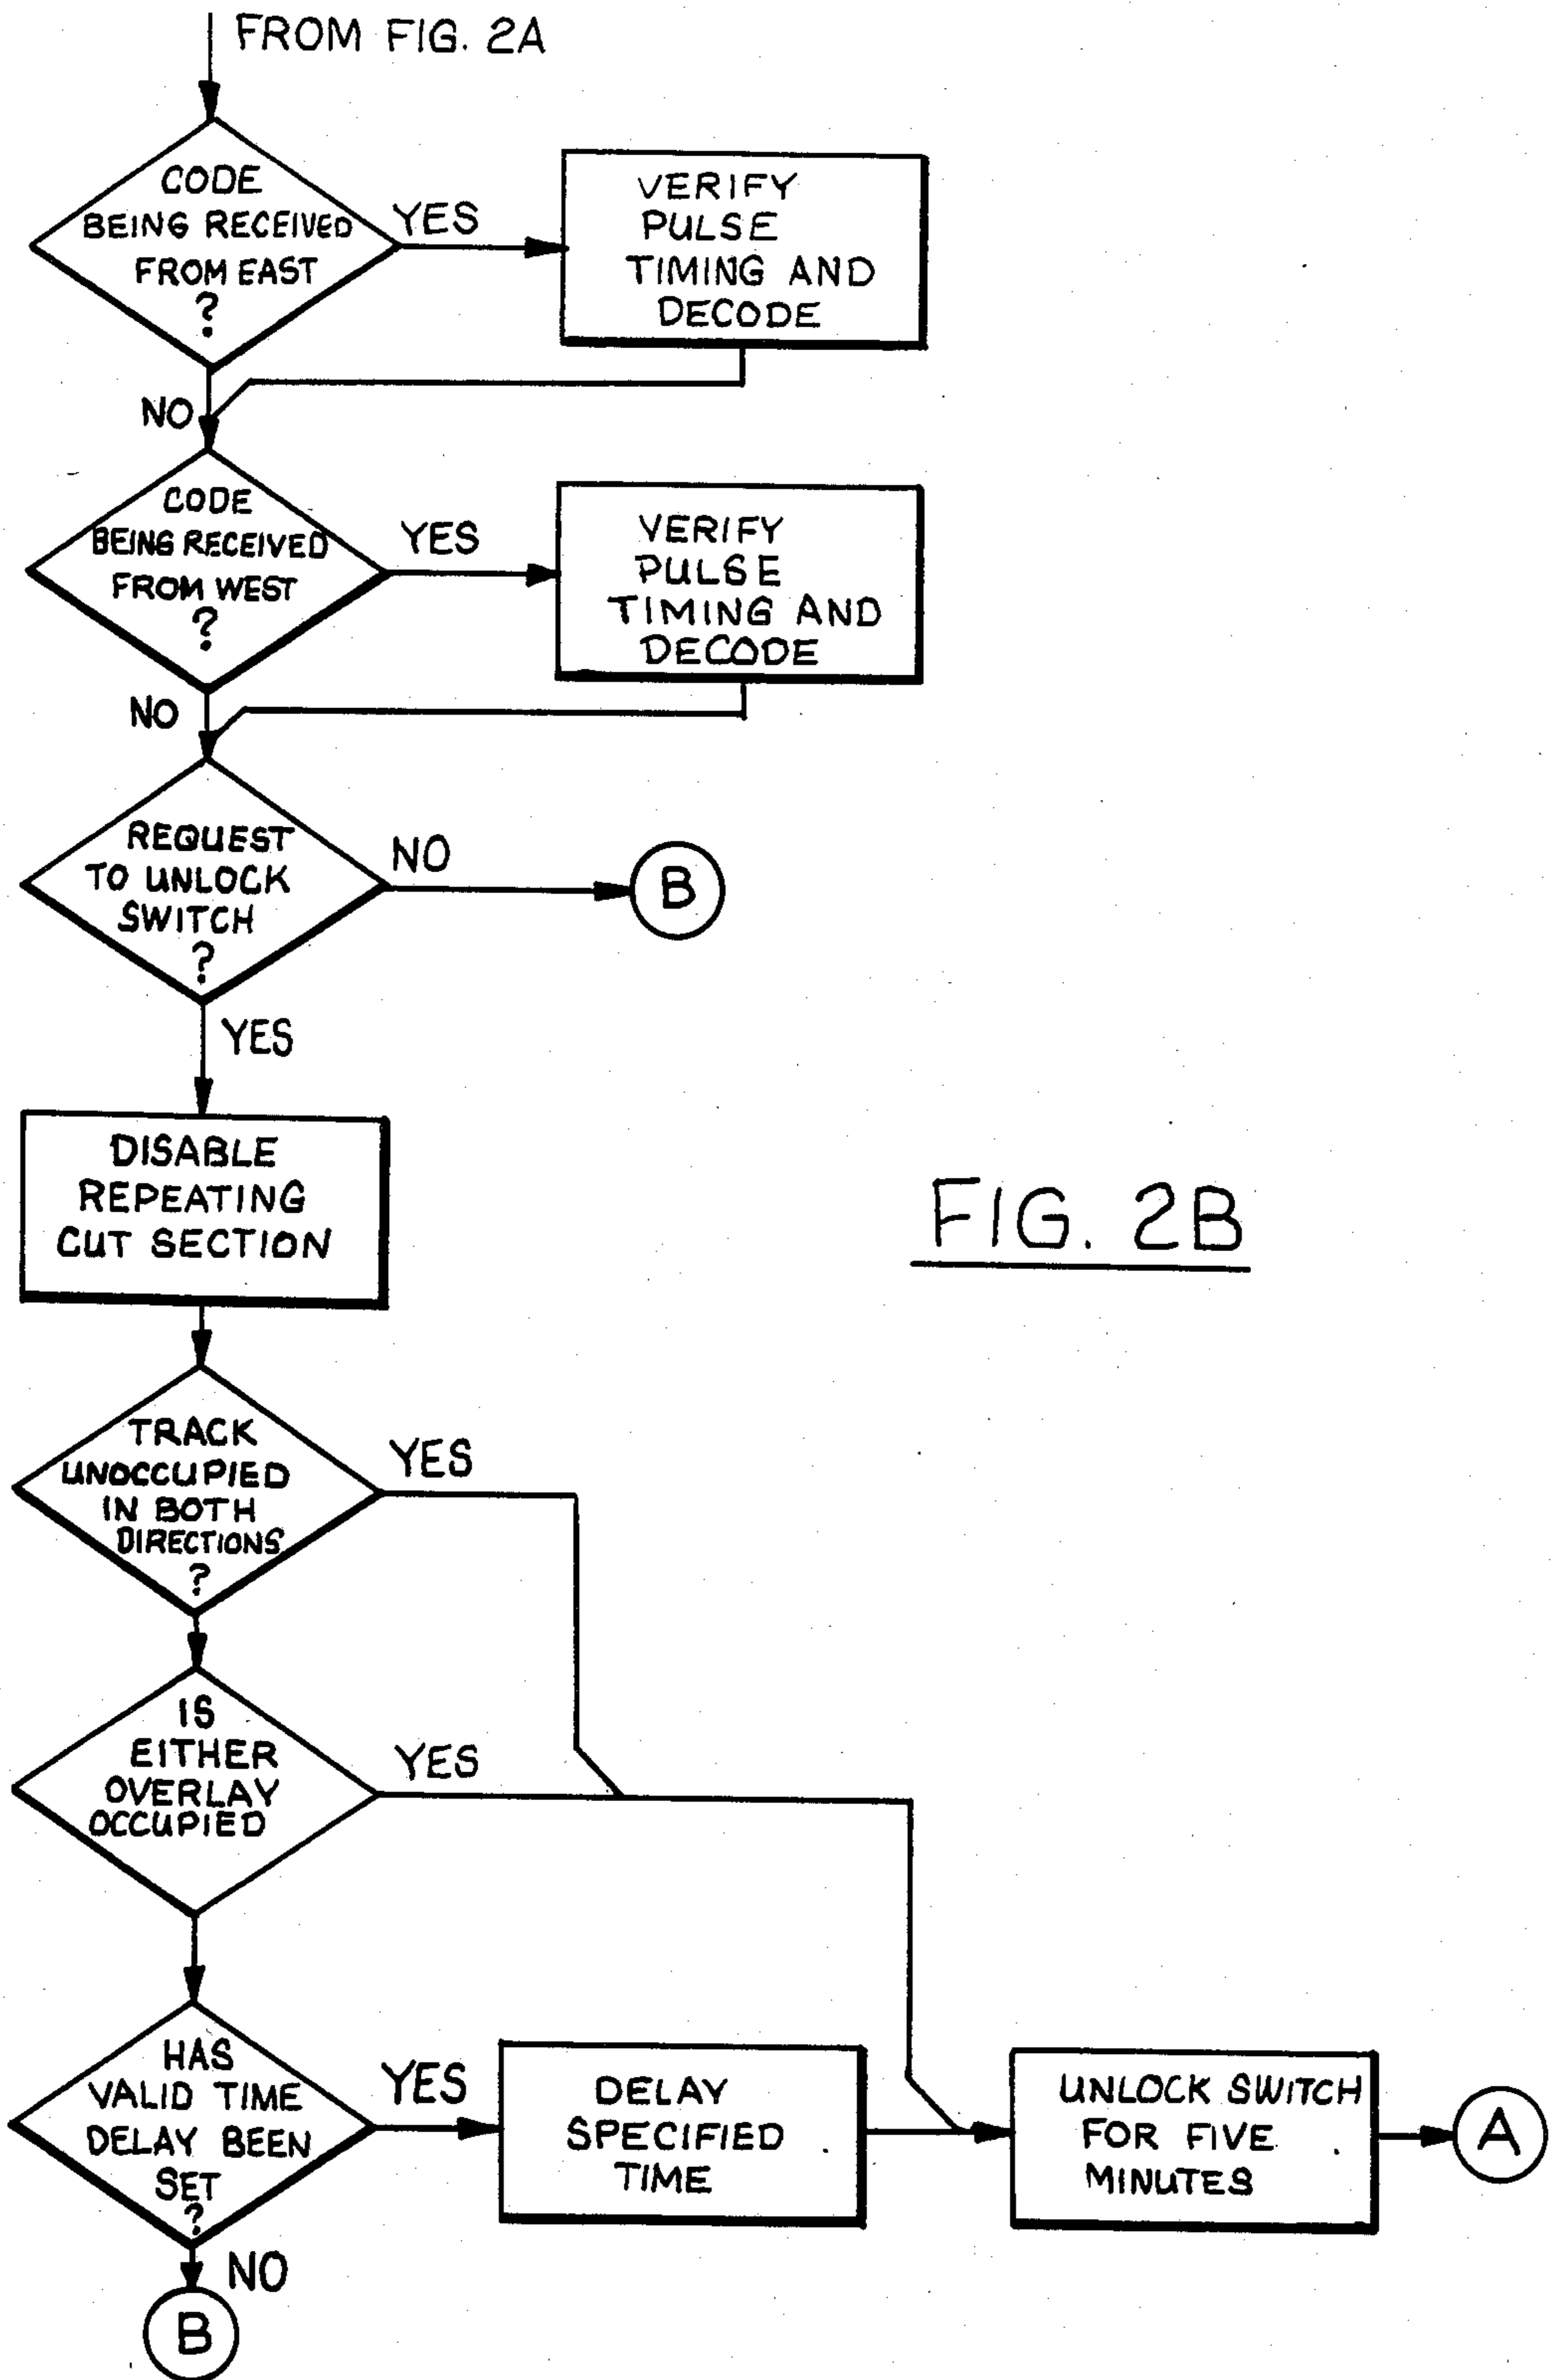 FROM FIG. 2A
CODE
BEING RECEIVED
FROM EAST
?
YES
VERIFY
PULSE
TIMING AND
DECODE
NO
CODE
BEING RECEIVED
FROM WEST
?
YES
VERIFY
PULSE
TIMING AND
DECODE
NO
REQUEST
TO UNLOCK
SWITCH
?
NO
B
YES
DISABLE
REPEATING
CUT SECTION
FIG. 2B
TRACK
UNOCCUPIED
IN BOTH
DIRECTIONS
?
YES
IS
EITHER
OVERLAY
OCCUPIED
YES
HAS
VALID TIME
DELAY BEEN
SET
?
YES
DELAY
SPECIFIED
TIME
UNLOCK SWITCH
FOR FIVE
MINUTES
A
NO
B